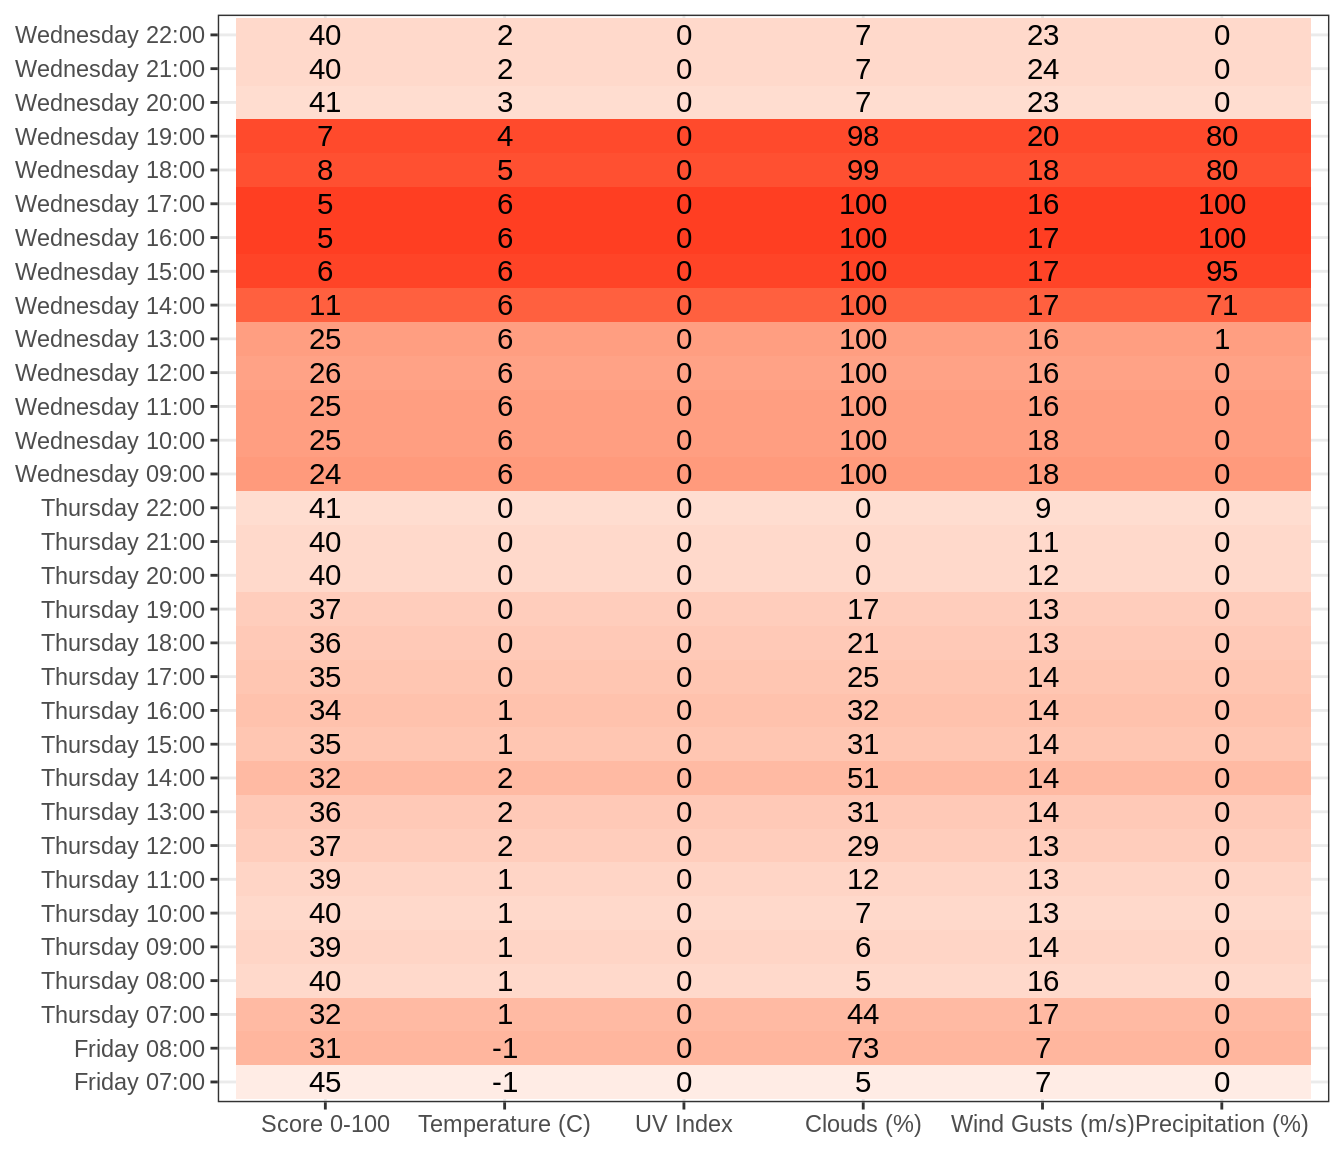 Wednesday 22:00 40 2 0 7 23 0
Wednesday 21:00 40 2 0 7 24 0
Wednesday 20:00 41 3 0 7 23 0
Wednesday 19:00 7 4 0 98 20 80
Wednesday 18:00 8 5 0 99 18 80
Wednesday 17:00 5 6 0 100 16 100
Wednesday 16:00 5 6 0 100 17 100
Wednesday 15:00 6 6 0 100 17 95
Wednesday 14:00 11 6 0 100 17 71
Wednesday 13:00 25 6 0 100 16 1
Wednesday 12:00 26 6 0 100 16 0
Wednesday 11:00 25 6 0 100 16 0
Wednesday 10:00 25 6 0 100 18 0
Wednesday 09:00 24 6 0 100 18 0
Thursday 22:00 41 0 0 0 9 0
Thursday 21:00 40 0 0 0 11 0
Thursday 20:00 40 0 0 0 12 0
Thursday 19:00 37 0 0 17 13 0
Thursday 18:00 36 0 0 21 13 0
Thursday 17:00 35 0 0 25 14 0
Thursday 16:00 34 1 0 32 14 0
Thursday 15:00 35 1 0 31 14 0
Thursday 14:00 32 2 0 51 14 0
Thursday 13:00 36 2 0 31 14 0
Thursday 12:00 37 2 0 29 13 0
Thursday 11:00 39 1 0 12 13 0
Thursday 10:00 40 1 0 7 13 0
Thursday 09:00 39 1 0 6 14 0
Thursday 08:00 40 1 0 5 16 0
Thursday 07:00 32 1 0 44 17 0
Friday 08:00 31 -1 0 73 7 0
Friday 07:00 45 -1 0 5 7 0
Score 0-100 Temperature (C) UV Index Clouds (%) Wind Gusts (m/s) Precipitation (%)